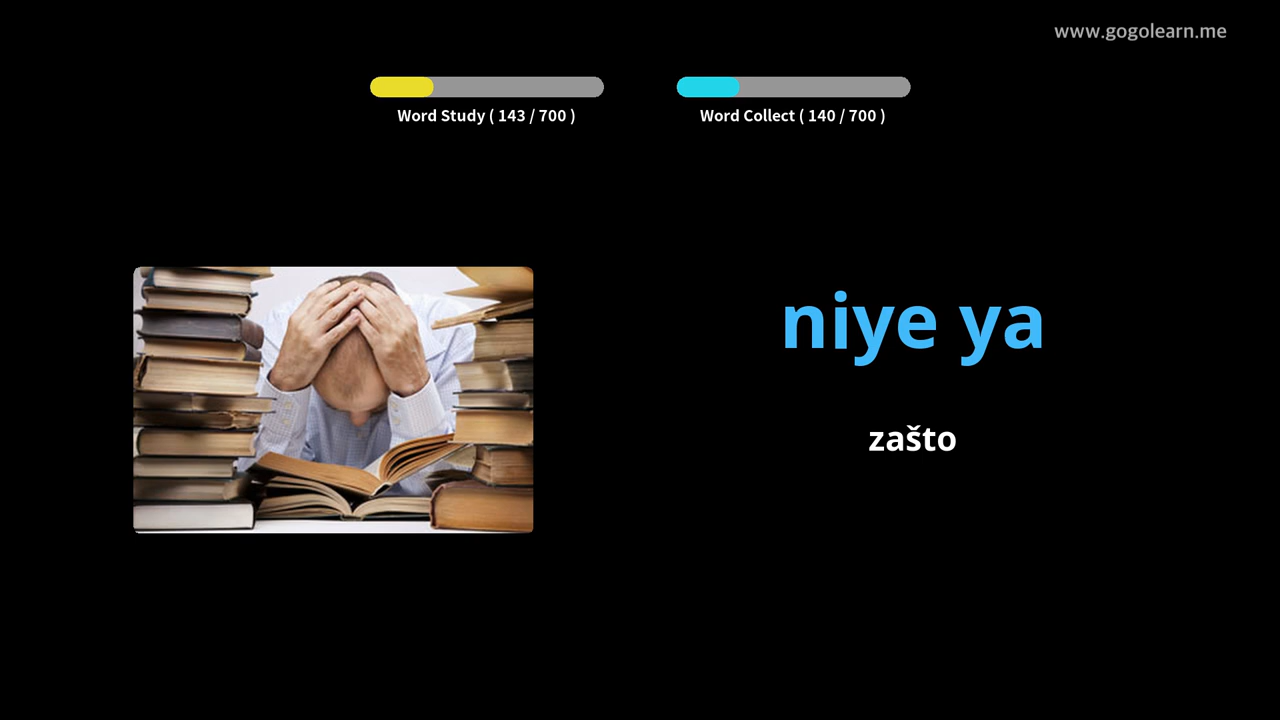 www.gogolearn.me
Word Study ( 143 / 700 )
Word Collect ( 140 / 700 )
niye ya
zašto